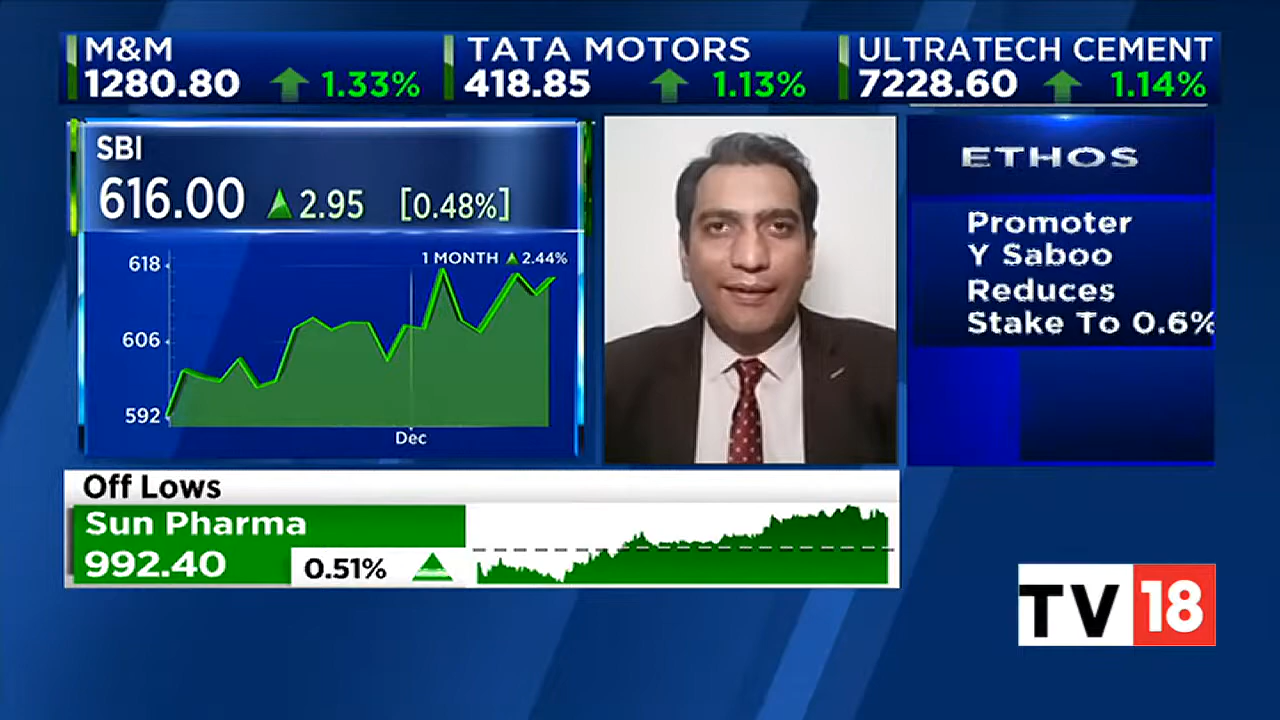 M&M
1280.80 1.33%
TATA MOTORS
418.85 1.13%
ULTRATECH CEMENT
7228.60 1.14%
SBI
616.00 2.95 [0.48%]
1 MONTH 2.44%
618
606
592
Dec
ETHOS
Promoter
Y Saboo
Reduces
Stake To 0.6%
Off Lows
Sun Pharma
992.40 0.51%
TV18